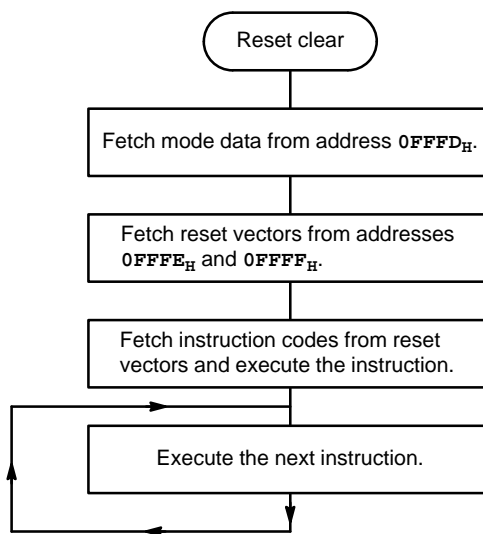 Reset clear
Fetch mode data from address 0FFFDH.
Fetch reset vectors from addresses
0FFFEH and 0FFFFH.
Fetch instruction codes from reset
vectors and execute the instruction.
Execute the next instruction.